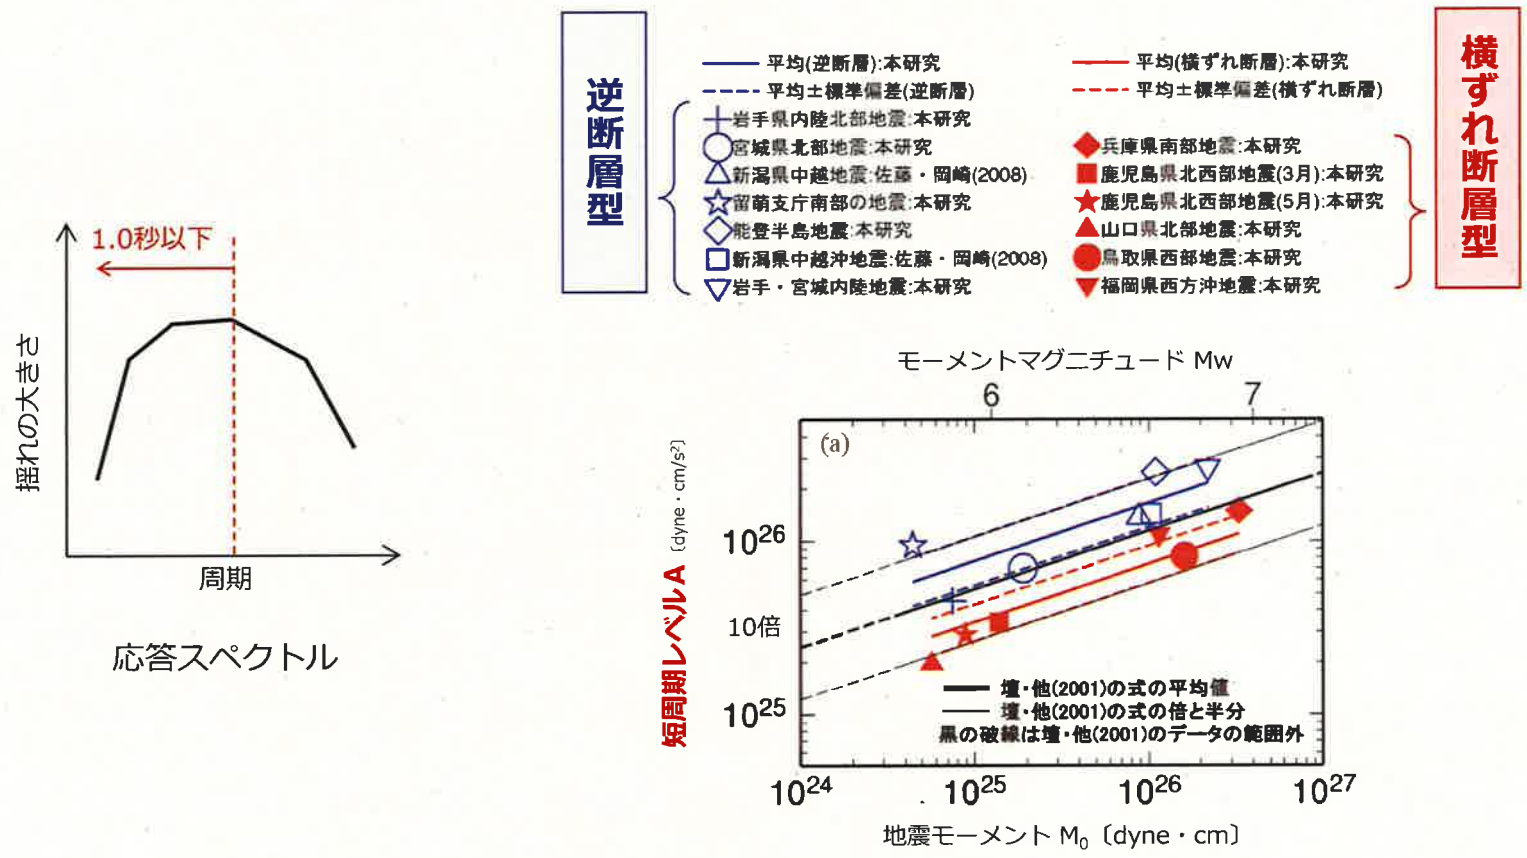 1.0秒以下
揺れの大きさ
周期
応答スペクトル
逆断層型
平均(逆断層):本研究
平均±標準偏差(逆断層)
岩手県内陸北部地震:本研究
宮城県北部地震:本研究
新潟県中越地震:佐藤・岡崎(2008)
留萌支庁南部の地震:本研究
能登半島地震:本研究
新潟県中越沖地震:佐藤・岡崎(2008)
岩手・宮城内陸地震:本研究
平均(横ずれ断層):本研究
平均±標準偏差(横ずれ断層)
兵庫県南部地震:本研究
鹿児島県北西部地震(3月):本研究
鹿児島県北西部地震(5月):本研究
山口県北部地震:本研究
鳥取県西部地震:本研究
福岡県西方沖地震:本研究
横ずれ断層型
モーメントマグニチュード Mw
6 7
(a)
短周期レベルA〔dyne・cm/s²〕
10²⁶
10倍
10²⁵
壇・他(2001)の式の平均値
壇・他(2001)の式の倍と半分
黒の破線は壇・他(2001)のデータの範囲外
10²⁴ 10²⁵ 10²⁶ 10²⁷
地震モーメント M₀〔dyne・cm〕